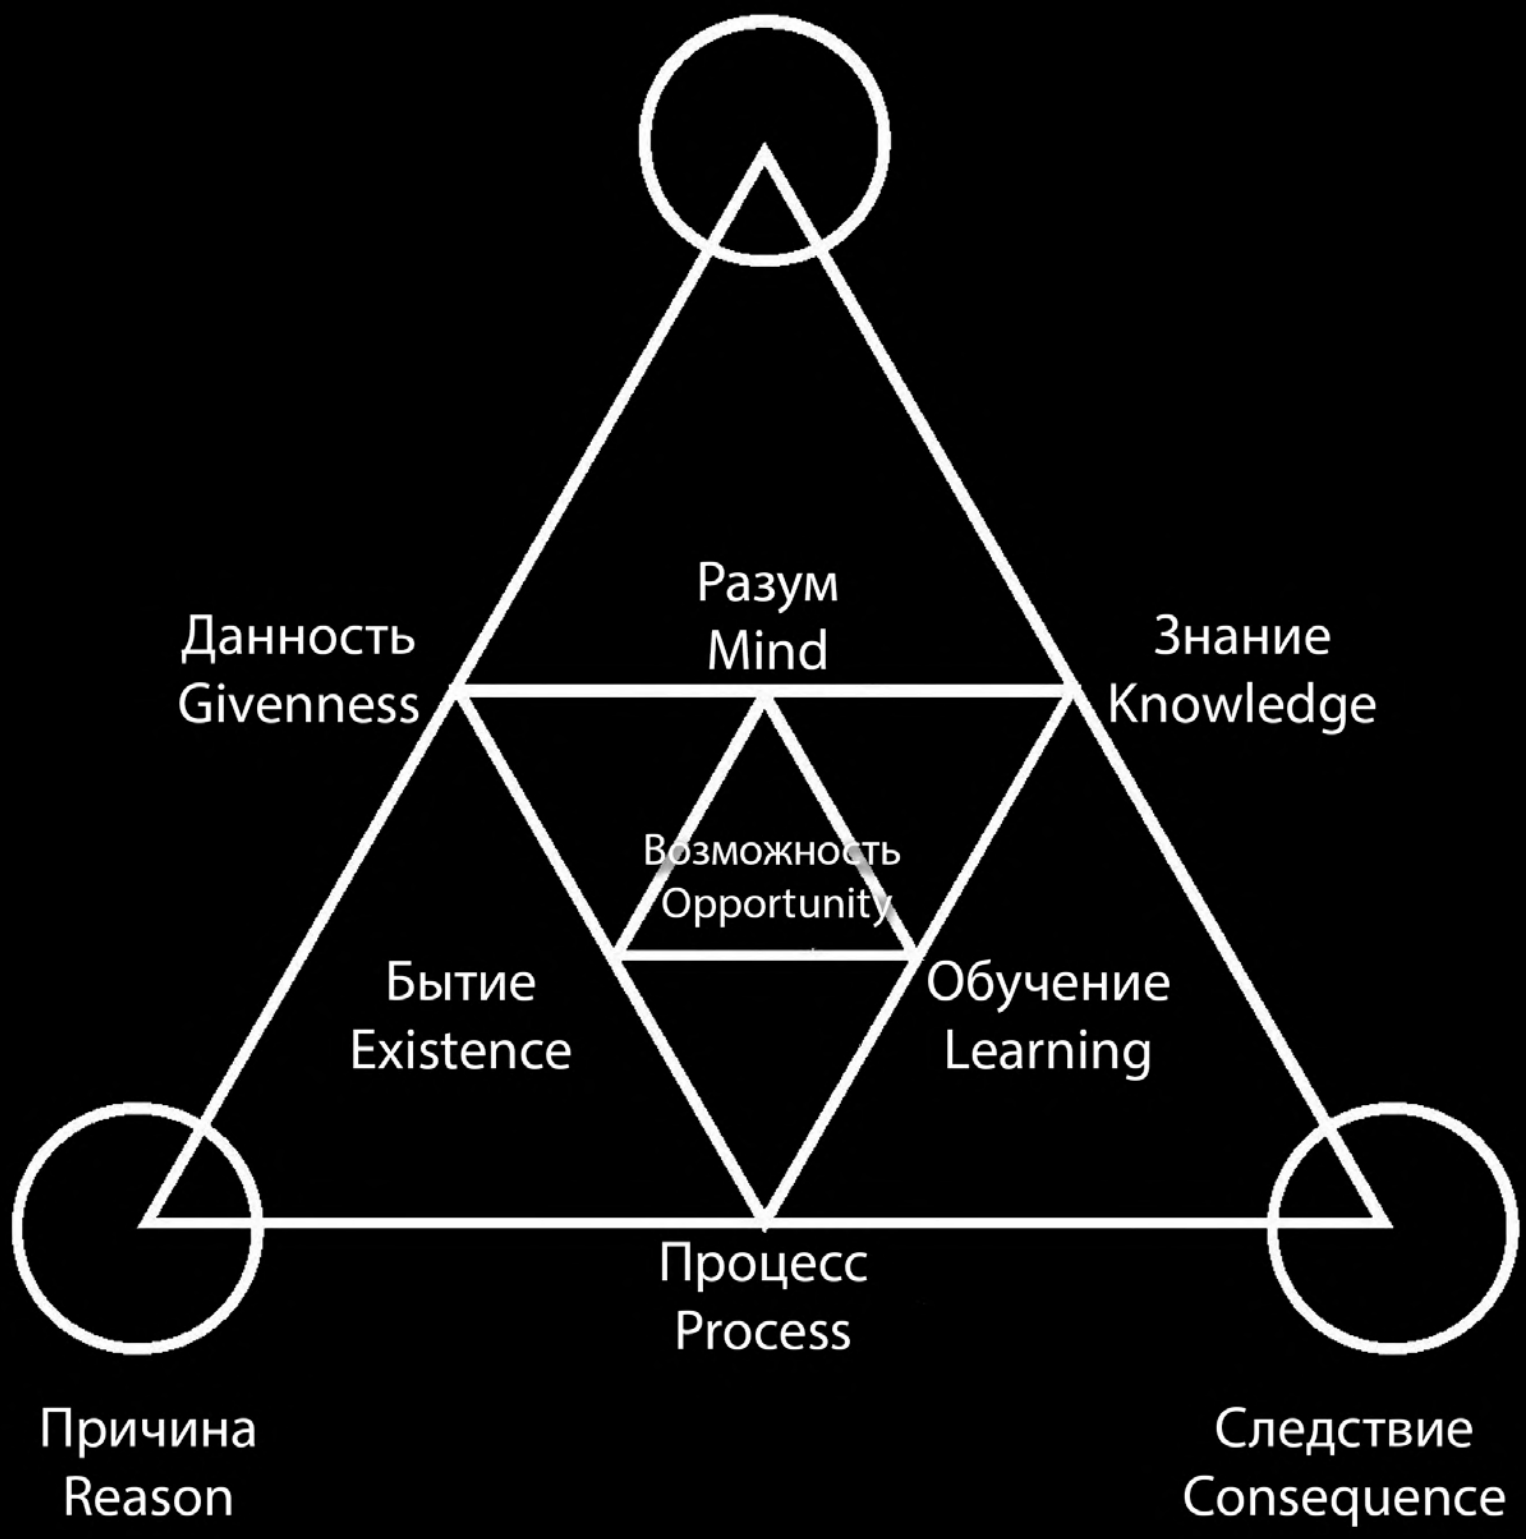 Разум
Mind
Данность
Givenness
Знание
Knowledge
Возможность
Opportunity
Бытие
Existence
Обучение
Learning
Процесс
Process
Причина
Reason
Следствие
Consequence